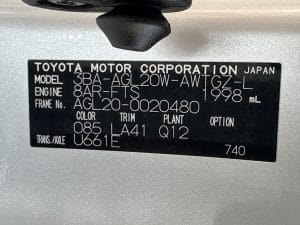 TOYOTA MOTOR CORPORATION JAPAN
MODEL 3BA-AGL20W-AWTGZ-L
ENGINE 8AR-FTS 1998 mL
FRAME No. AGL20-0020480
COLOR TRIM PLANT OPTION
085 LA41 Q12
TRANS./AXLE U661E
740